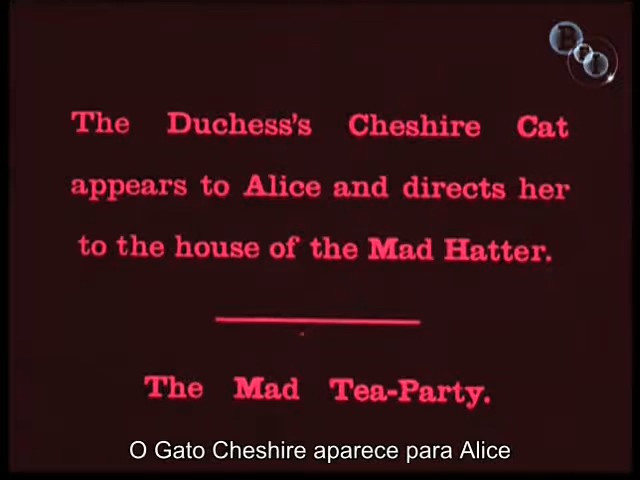 BFI
The Duchess's Cheshire Cat
appears to Alice and directs her
to the house of the Mad Hatter.
The Mad Tea-Party.
O Gato Cheshire aparece para Alice